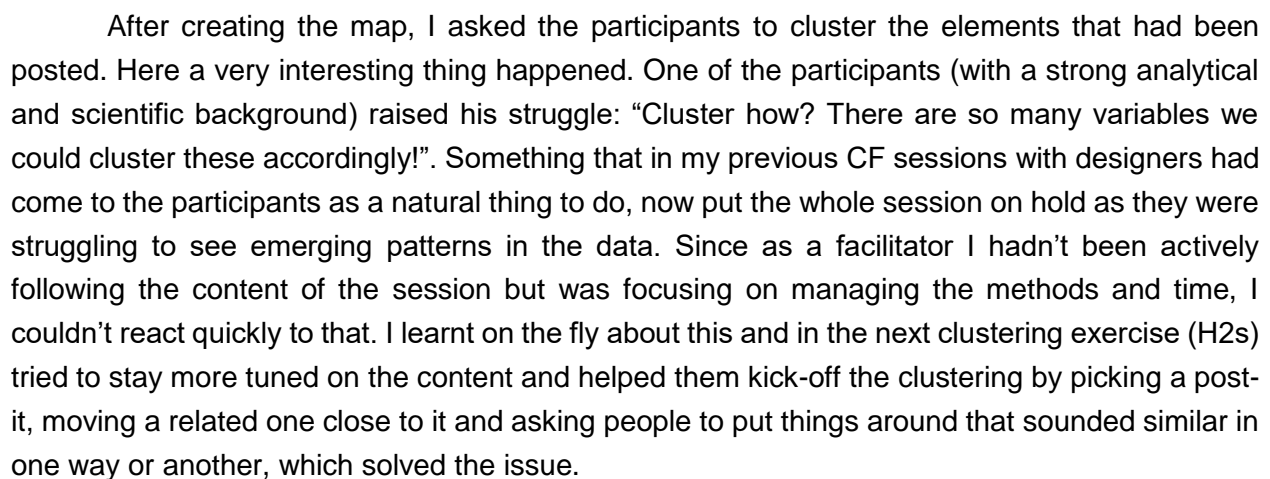 After creating the map, I asked the participants to cluster the elements that had been
posted. Here a very interesting thing happened. One of the participants (with a strong analytical
and scientific background) raised his struggle: “Cluster how? There are so many variables we
could cluster these accordingly!”. Something that in my previous CF sessions with designers had
come to the participants as a natural thing to do, now put the whole session on hold as they were
struggling to see emerging patterns in the data. Since as a facilitator I hadn’t been actively
following the content of the session but was focusing on managing the methods and time, I
couldn’t react quickly to that. I learnt on the fly about this and in the next clustering exercise (H2s)
tried to stay more tuned on the content and helped them kick-off the clustering by picking a post-
it, moving a related one close to it and asking people to put things around that sounded similar in
one way or another, which solved the issue.